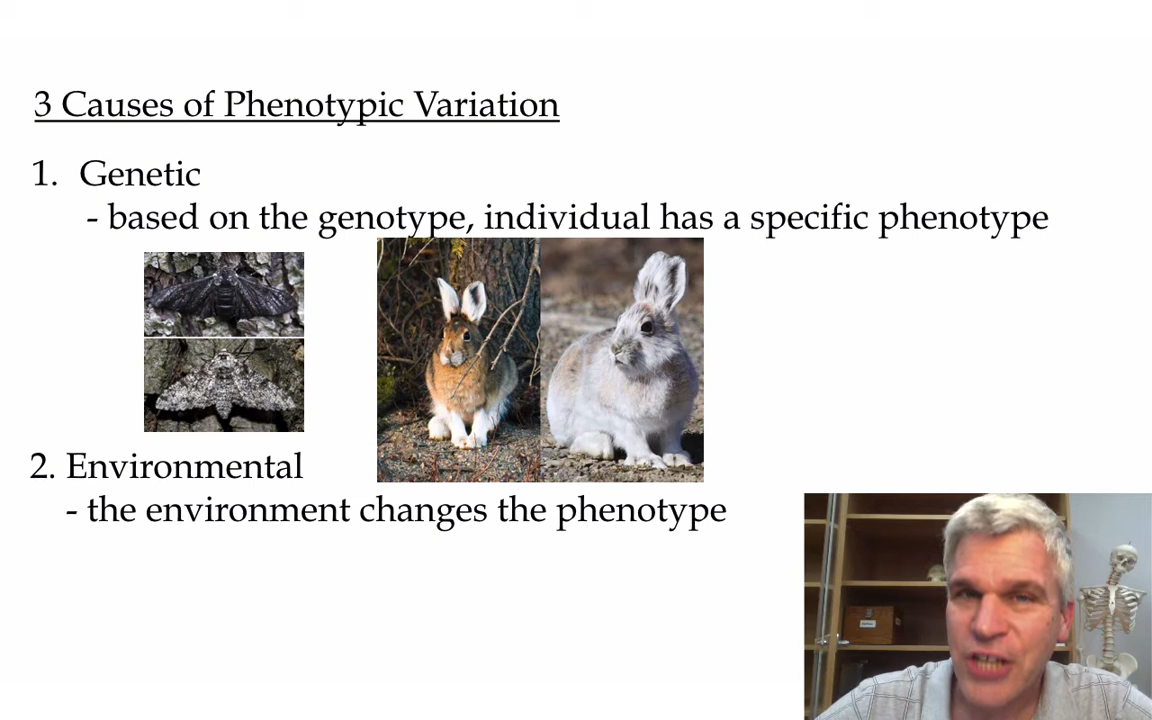 3 Causes of Phenotypic Variation
1. Genetic
- based on the genotype, individual has a specific phenotype
2. Environmental
- the environment changes the phenotype